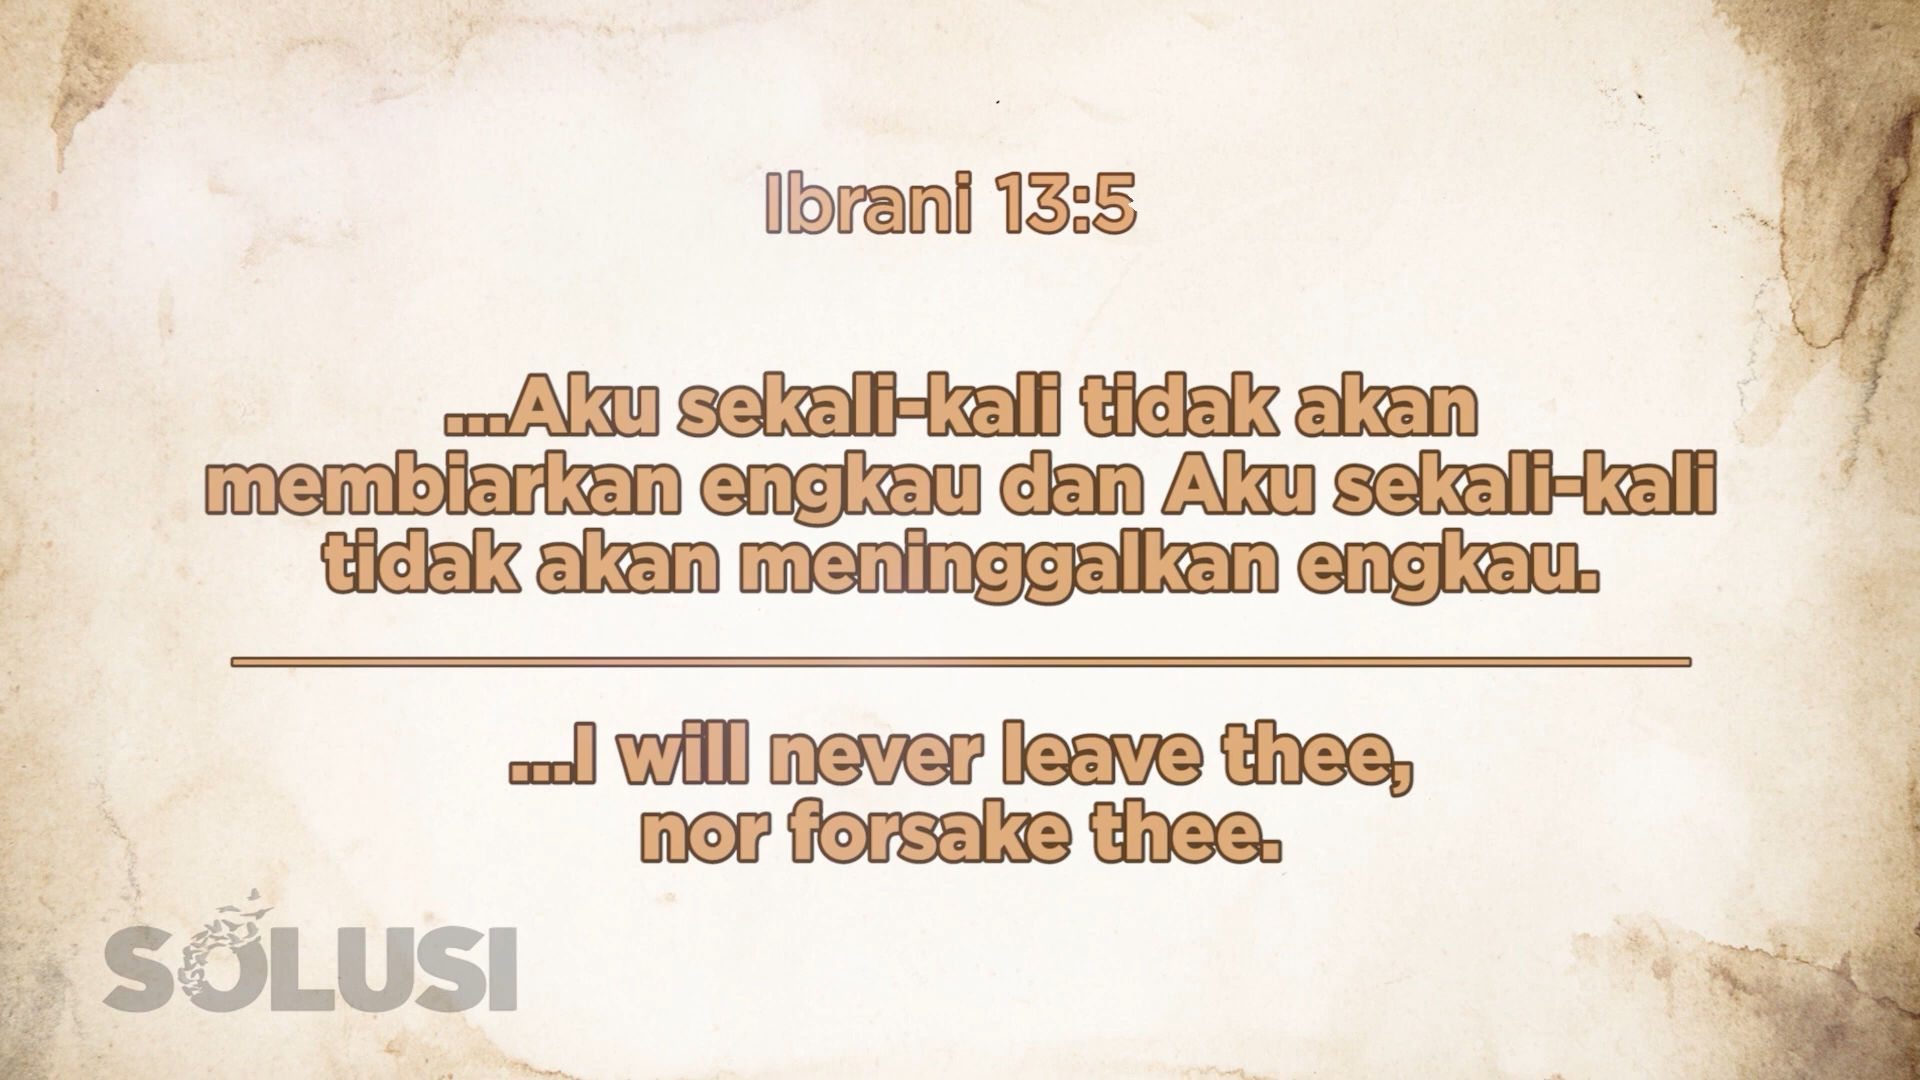 Ibrani 13:5
...Aku sekali-kali tidak akan
membiarkan engkau dan Aku sekali-kali
tidak akan meninggalkan engkau.
...I will never leave thee,
nor forsake thee.
SOLUSI